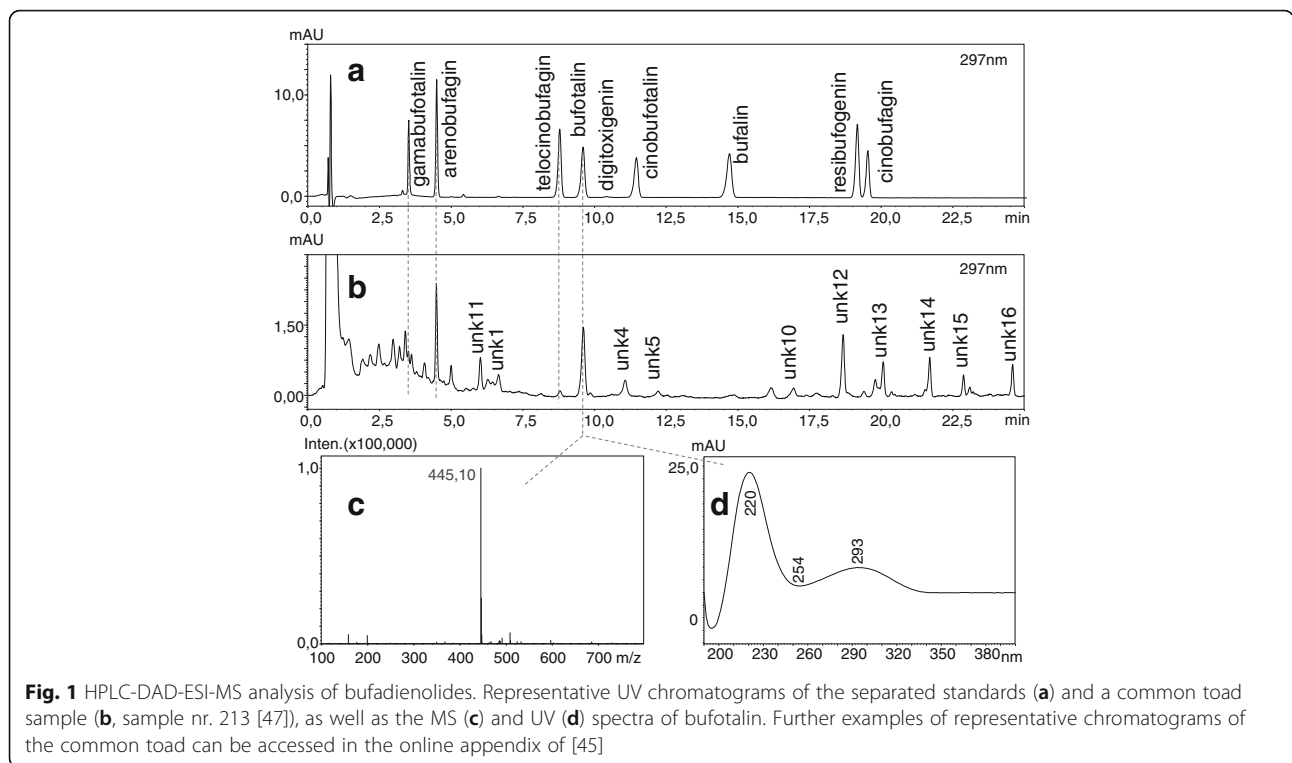 mAU
a
297nm
10,0
0,0
gamabufotalin
arenobufagin
telocinobufagin
bufotalin
digitoxigenin
cinobufotalin
bufalin
resibufogenin
cinobufagin
0,0 2,5 5,0 7,5 10,0 12,5 15,0 17,5 20,0 22,5 min
mAU
b
297nm
1,50
0,00
unk11
unk1
unk4
unk5
unk10
unk12
unk13
unk14
unk15
unk16
0,0 2,5 5,0 7,5 10,0 12,5 15,0 17,5 20,0 22,5 min
Inten.(x100,000)
1,0
445,10
c
0,0
100 200 300 400 500 600 700 m/z
mAU
25,0
d
220
254
293
0
200 230 260 290 320 350 380nm
Fig. 1 HPLC-DAD-ESI-MS analysis of bufadienolides. Representative UV chromatograms of the separated standards (a) and a common toad
sample (b, sample nr. 213 [47]), as well as the MS (c) and UV (d) spectra of bufotalin. Further examples of representative chromatograms of
the common toad can be accessed in the online appendix of [45]